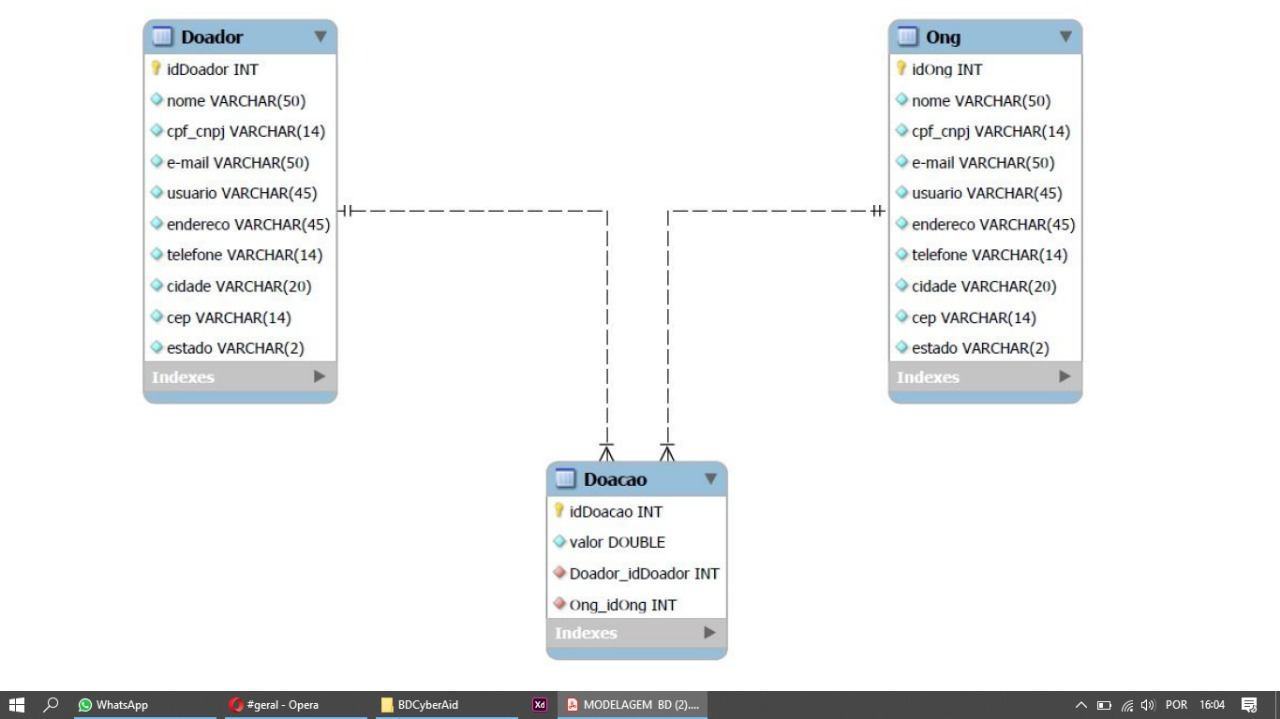 Doador
idDoador INT
nome VARCHAR(50)
cpf_cnpj VARCHAR(14)
e-mail VARCHAR(50)
usuario VARCHAR(45)
endereco VARCHAR(45)
telefone VARCHAR(14)
cidade VARCHAR(20)
cep VARCHAR(14)
estado VARCHAR(2)
Indexes
Ong
idOng INT
nome VARCHAR(50)
cpf_cnpj VARCHAR(14)
e-mail VARCHAR(50)
usuario VARCHAR(45)
endereco VARCHAR(45)
telefone VARCHAR(14)
cidade VARCHAR(20)
cep VARCHAR(14)
estado VARCHAR(2)
Indexes
Doacao
idDoacao INT
valor DOUBLE
Doador_idDoador INT
Ong_idOng INT
Indexes
WhatsApp
#geral - Opera
BDCyberAid
Xd
MODELAGEM BD (2)....
POR
16:04